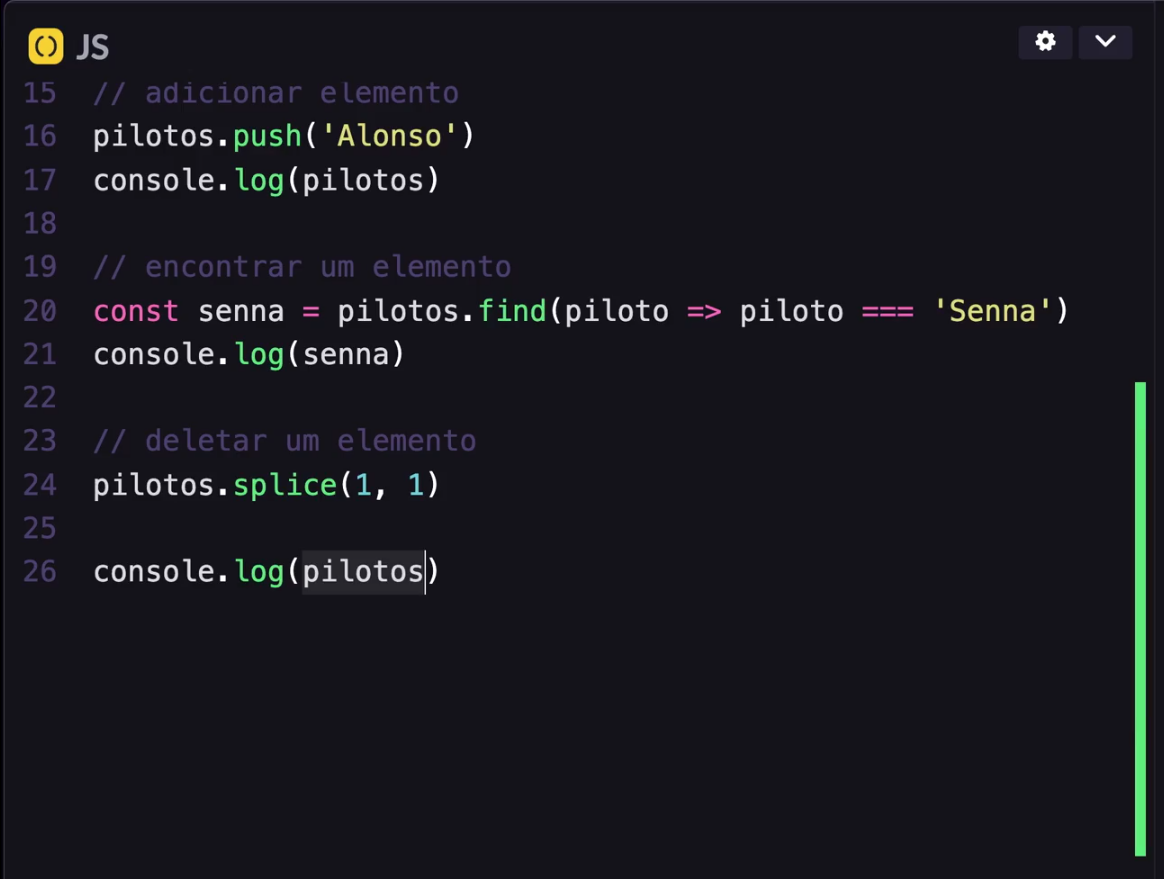 JS
15 // adicionar elemento
16 pilotos.push('Alonso')
17 console.log(pilotos)
18
19 // encontrar um elemento
20 const senna = pilotos.find(piloto => piloto === 'Senna')
21 console.log(senna)
22
23 // deletar um elemento
24 pilotos.splice(1, 1)
25
26 console.log(pilotos)